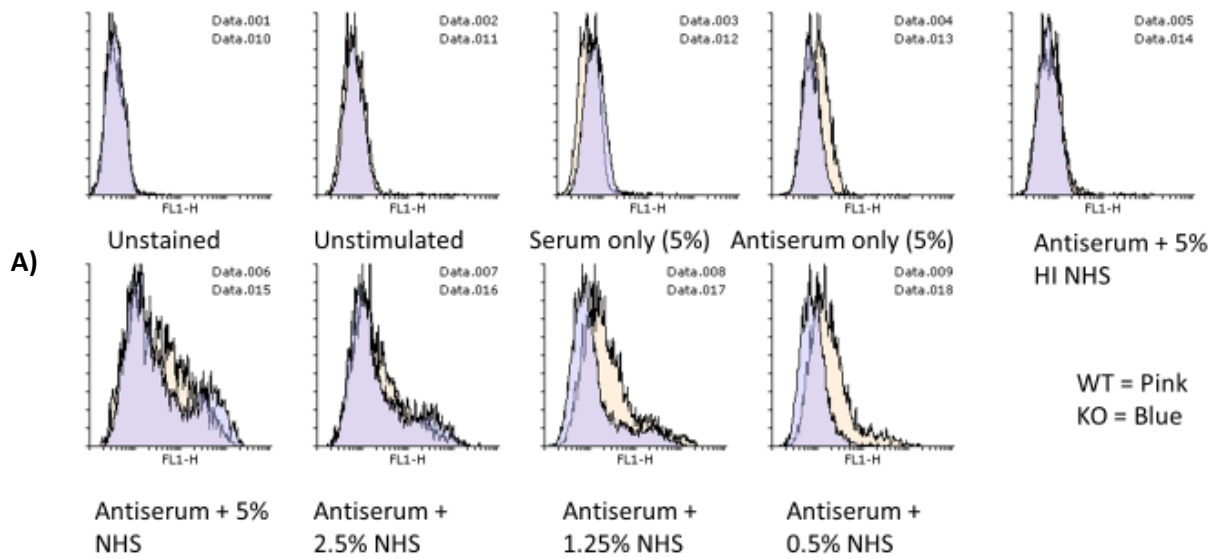 Data.001
Data.010
FL1-H
Unstained
Data.002
Data.011
FL1-H
Unstimulated
Data.003
Data.012
FL1-H
Serum only (5%)
Data.004
Data.013
FL1-H
Antiserum only (5%)
Data.005
Data.014
FL1-H
Antiserum + 5%
HI NHS
A)
Data.006
Data.015
FL1-H
Antiserum + 5%
NHS
Data.007
Data.016
FL1-H
Antiserum +
2.5% NHS
Data.008
Data.017
FL1-H
Antiserum +
1.25% NHS
Data.009
Data.018
FL1-H
Antiserum +
0.5% NHS
WT = Pink
KO = Blue